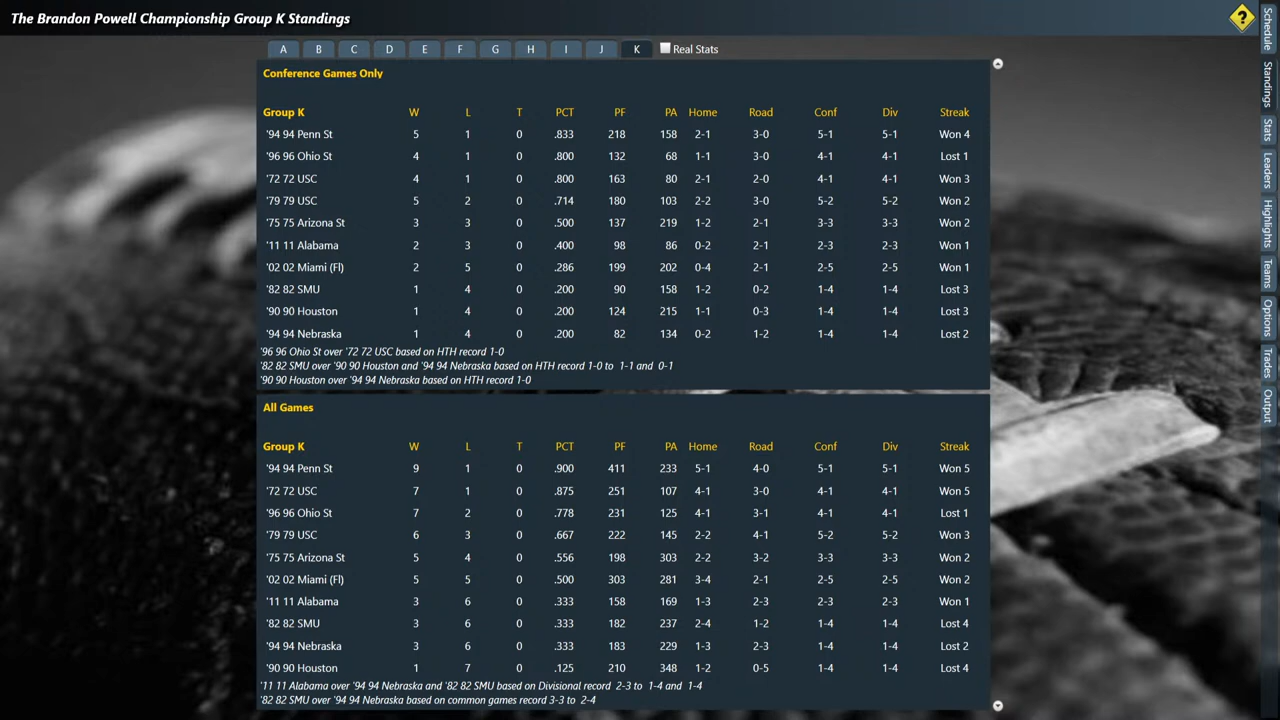 The Brandon Powell Championship Group K Standings
?
A B C D E F G H I J K Real Stats
Conference Games Only
Group K W L T PCT PF PA Home Road Conf Div Streak
'94 94 Penn St 5 1 0 .833 218 158 2-1 3-0 5-1 5-1 Won 4
'96 96 Ohio St 4 1 0 .800 132 68 1-1 3-0 4-1 4-1 Lost 1
'72 72 USC 4 1 0 .800 163 80 2-1 2-0 4-1 4-1 Won 3
'79 79 USC 5 2 0 .714 180 103 2-2 3-0 5-2 5-2 Won 2
'75 75 Arizona St 3 3 0 .500 137 219 1-2 2-1 3-3 3-3 Won 2
'11 11 Alabama 2 3 0 .400 98 86 0-2 2-1 2-3 2-3 Won 1
'02 02 Miami (Fl) 2 5 0 .286 199 202 0-4 2-1 2-5 2-5 Won 1
'82 82 SMU 1 4 0 .200 90 158 1-2 0-2 1-4 1-4 Lost 3
'90 90 Houston 1 4 0 .200 124 215 1-1 0-3 1-4 1-4 Lost 3
'94 94 Nebraska 1 4 0 .200 82 134 0-2 1-2 1-4 1-4 Lost 2
'96 96 Ohio St over '72 72 USC based on HTH record 1-0
'82 82 SMU over '90 90 Houston and '94 94 Nebraska based on HTH record 1-0 to 1-1 and 0-1
'90 90 Houston over '94 94 Nebraska based on HTH record 1-0
All Games
Group K W L T PCT PF PA Home Road Conf Div Streak
'94 94 Penn St 9 1 0 .900 411 233 5-1 4-0 5-1 5-1 Won 5
'72 72 USC 7 1 0 .875 251 107 4-1 3-0 4-1 4-1 Won 5
'96 96 Ohio St 7 2 0 .778 231 125 4-1 3-1 4-1 4-1 Lost 1
'79 79 USC 6 3 0 .667 222 145 2-2 4-1 5-2 5-2 Won 3
'75 75 Arizona St 5 4 0 .556 198 303 2-2 3-2 3-3 3-3 Won 2
'02 02 Miami (Fl) 5 5 0 .500 303 281 3-4 2-1 2-5 2-5 Won 2
'11 11 Alabama 3 6 0 .333 158 169 1-3 2-3 2-3 2-3 Won 1
'82 82 SMU 3 6 0 .333 182 237 2-4 1-2 1-4 1-4 Lost 4
'94 94 Nebraska 3 6 0 .333 183 229 1-3 2-3 1-4 1-4 Lost 2
'90 90 Houston 1 7 0 .125 210 348 1-2 0-5 1-4 1-4 Lost 4
'11 11 Alabama over '94 94 Nebraska and '82 82 SMU based on Divisional record 2-3 to 1-4 and 1-4
'82 82 SMU over '94 94 Nebraska based on common games record 3-3 to 2-4
Schedule
Standings
Stats
Leaders
Highlights
Teams
Options
Trades
Output